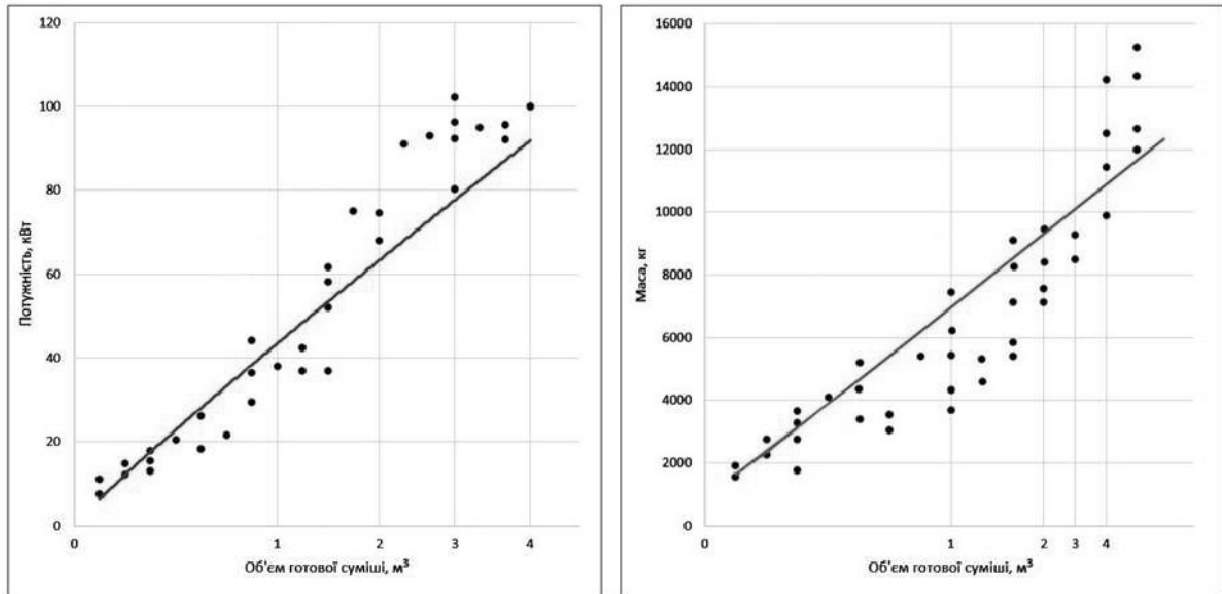 120
100
80
60
40
20
0
Потужність, кВт
0 1 2 3 4
Об'єм готової суміші, м³
16000
14000
12000
10000
8000
6000
4000
2000
0
Маса, кг
0 1 2 3 4
Об'єм готової суміші, м³